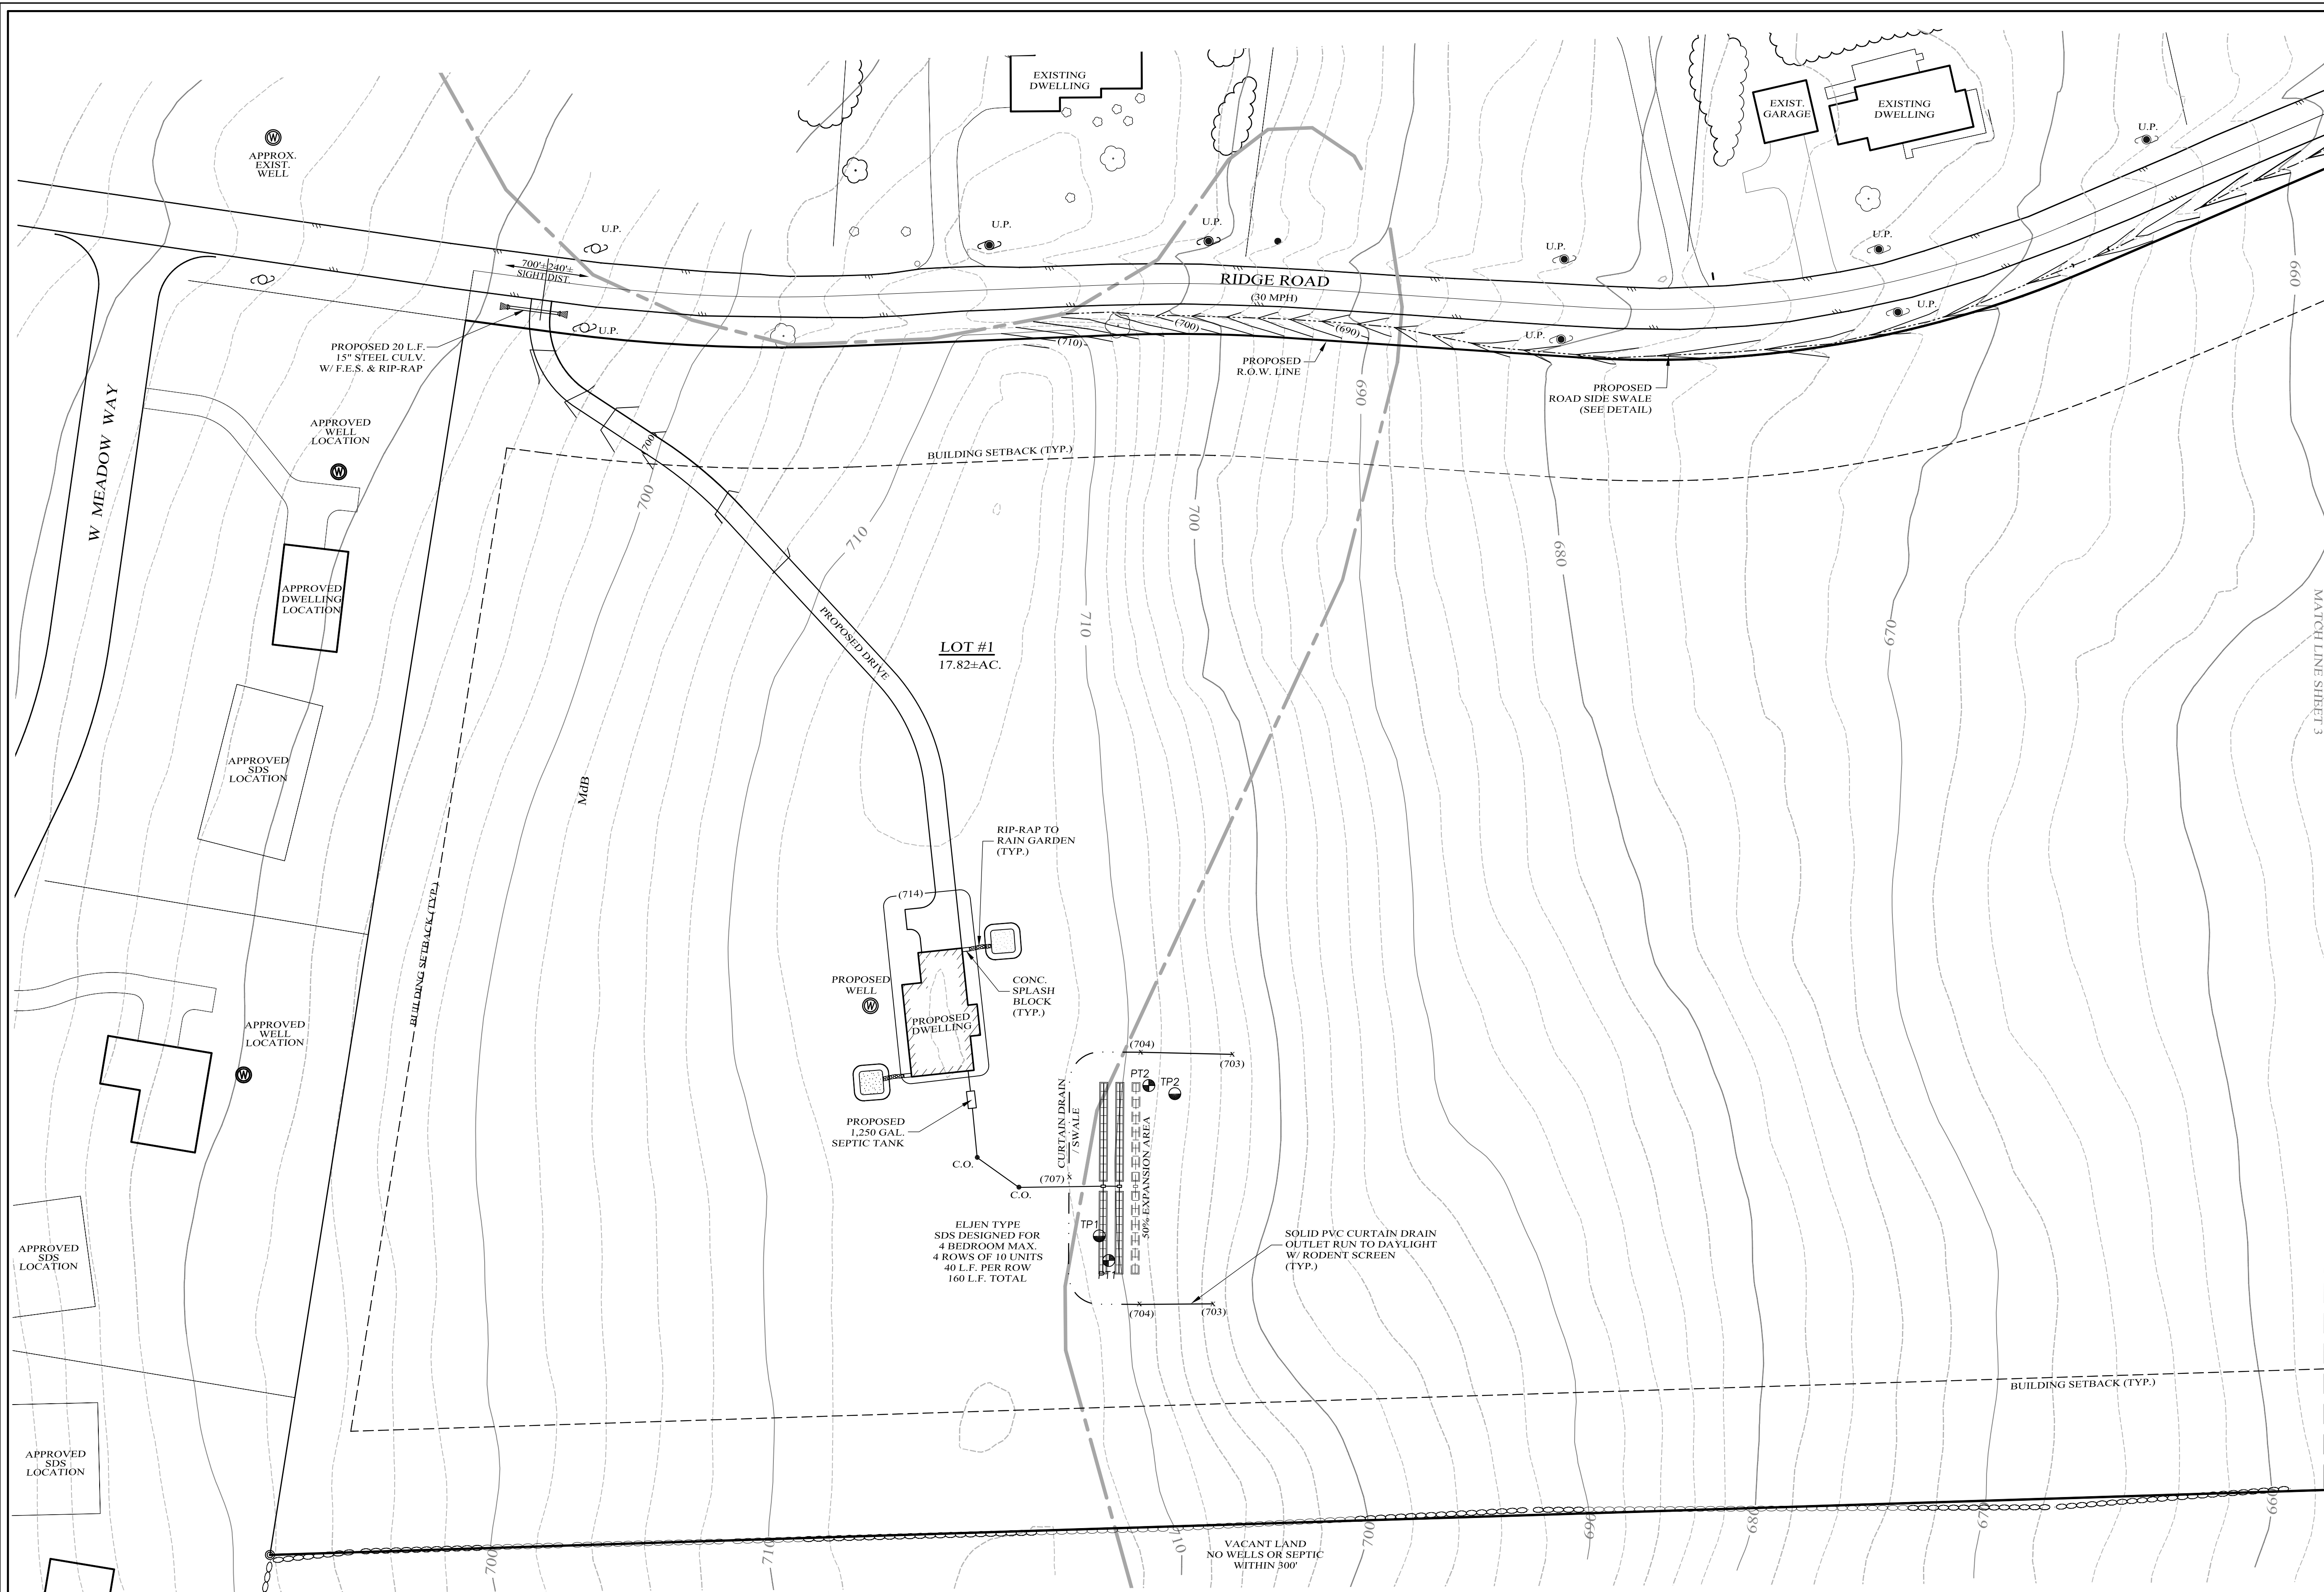 EXISTING
DWELLING
EXIST.
GARAGE
EXISTING
DWELLING
U.P.
APPROX.
EXIST.
WELL
U.P.
U.P.
U.P.
U.P.
U.P.
700'± 240'±
SIGHT DIST.
RIDGE ROAD
(30 MPH)
660
U.P.
U.P.
U.P.
(700)
(690)
(710)
PROPOSED 20 L.F.
15" STEEL CULV.
W/ F.E.S. & RIP-RAP
PROPOSED
R.O.W. LINE
PROPOSED
ROAD SIDE SWALE
(SEE DETAIL)
690
W MEADOW WAY
APPROVED
WELL
LOCATION
(700)
BUILDING SETBACK (TYP.)
700
710
700
680
APPROVED
DWELLING
LOCATION
PROPOSED DRIVE
710
670
MATCH LINE SHEET 3
LOT #1
17.82±AC.
APPROVED
SDS
LOCATION
MdB
RIP-RAP TO
RAIN GARDEN
(TYP.)
(714)
BUILDING SETBACK (TYP.)
PROPOSED
WELL
CONC.
SPLASH
BLOCK
(TYP.)
PROPOSED
DWELLING
APPROVED
WELL
LOCATION
(704)
(703)
PT2
TP2
CURTAIN DRAIN
/ SWALE
50% EXPANSION AREA
PROPOSED
1,250 GAL.
SEPTIC TANK
C.O.
(707)
C.O.
TP1
PT1
ELJEN TYPE
SDS DESIGNED FOR
4 BEDROOM MAX.
4 ROWS OF 10 UNITS
40 L.F. PER ROW
160 L.F. TOTAL
SOLID PVC CURTAIN DRAIN
OUTLET RUN TO DAYLIGHT
W/ RODENT SCREEN
(TYP.)
(704)
(703)
APPROVED
SDS
LOCATION
BUILDING SETBACK (TYP.)
APPROVED
SDS
LOCATION
700
710
710
700
690
680
670
660
VACANT LAND
NO WELLS OR SEPTIC
WITHIN 300'